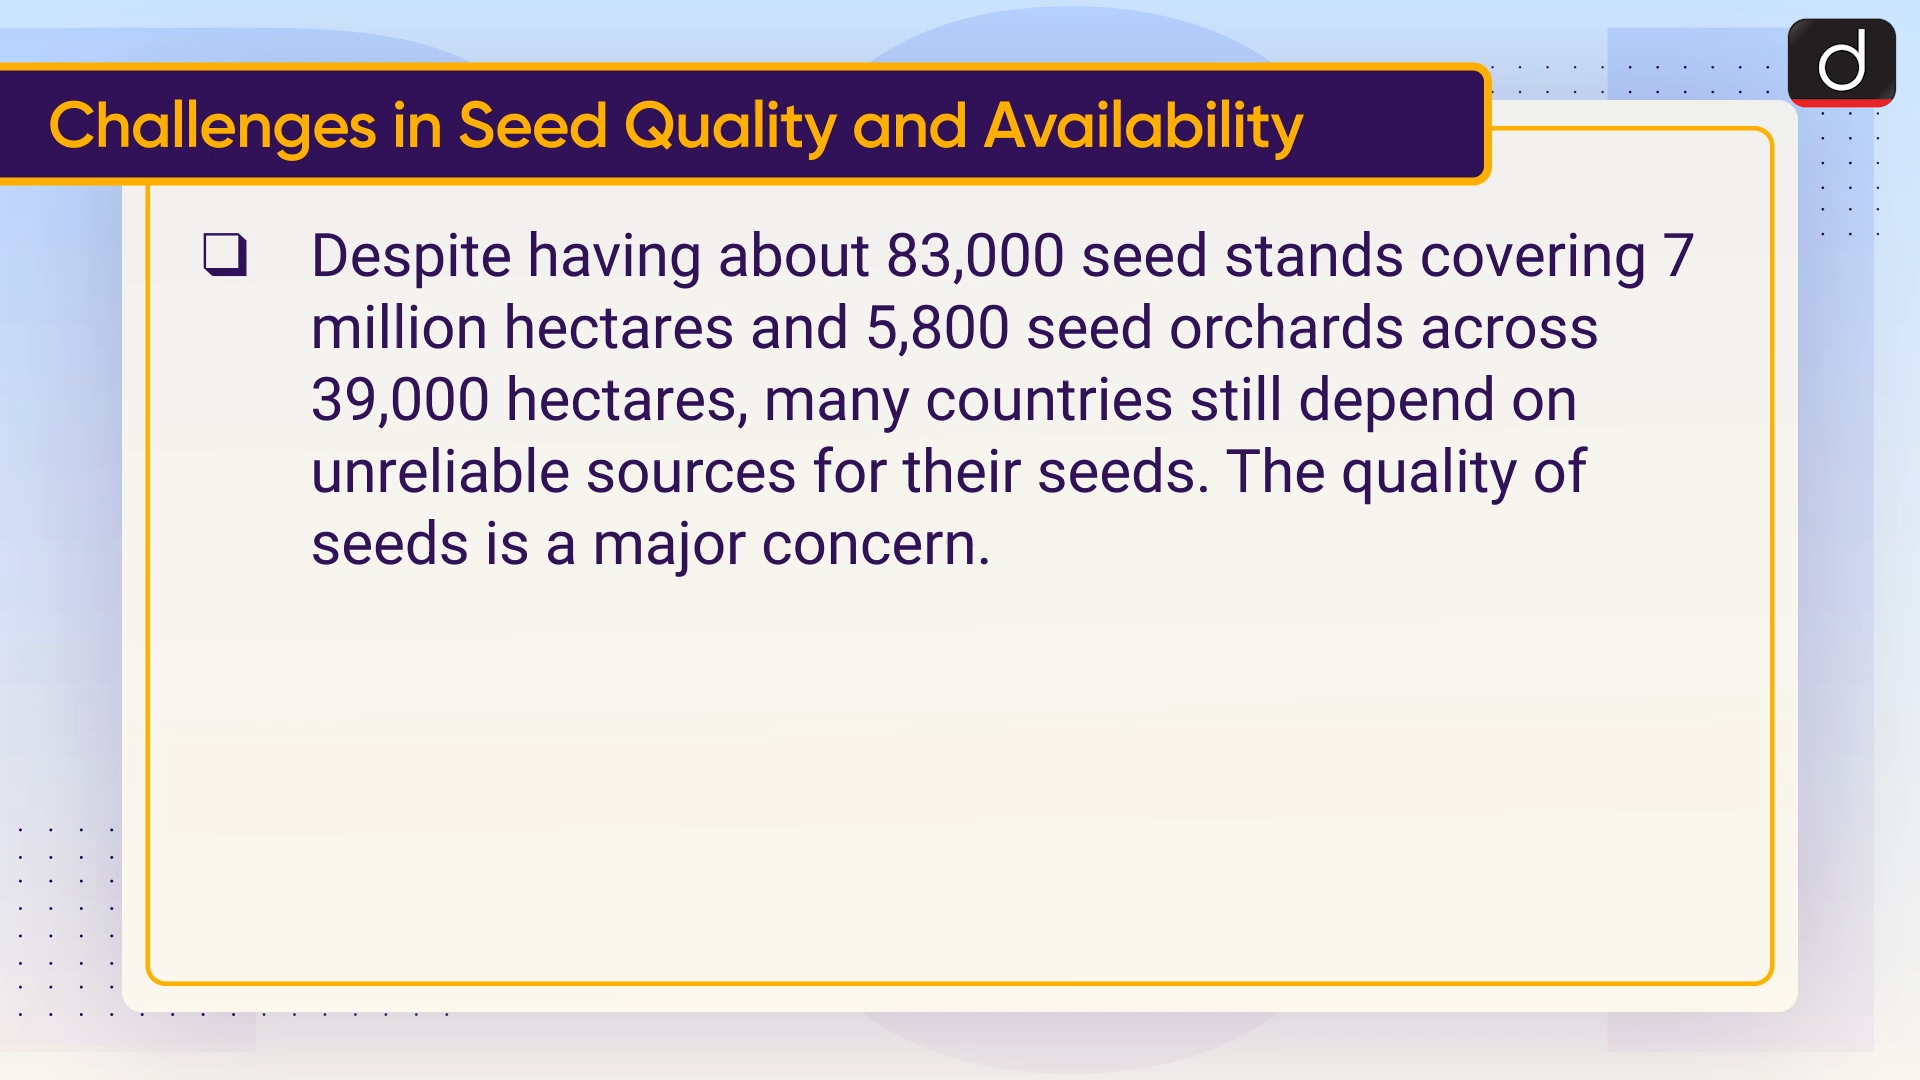 Challenges in Seed Quality and Availability
d
❑ Despite having about 83,000 seed stands covering 7
million hectares and 5,800 seed orchards across
39,000 hectares, many countries still depend on
unreliable sources for their seeds. The quality of
seeds is a major concern.